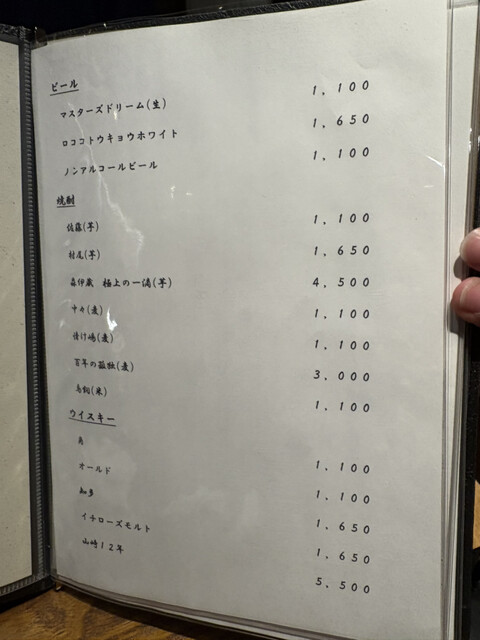 ビール
マスターズドリーム(生) 1,100
ロココトウキョウホワイト 1,650
ノンアルコールビール 1,100
焼酎
佐藤(芋) 1,100
村尾(芋) 1,650
森伊蔵 極上の一滴(芋) 4,500
中々(麦) 1,100
情け嶋(麦) 1,100
百年の孤独(麦) 3,000
鳥飼(米) 1,100
ウイスキー
角 1,100
オールド 1,100
知多 1,650
イチローズモルト 1,650
山崎12年 5,500